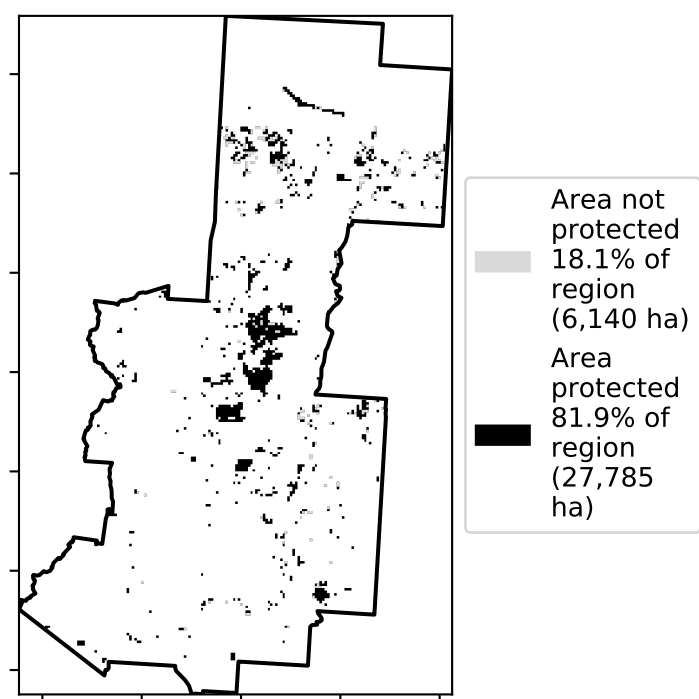 Area not
protected
18.1% of
region
(6,140 ha)
Area
protected
81.9% of
region
(27,785
ha)